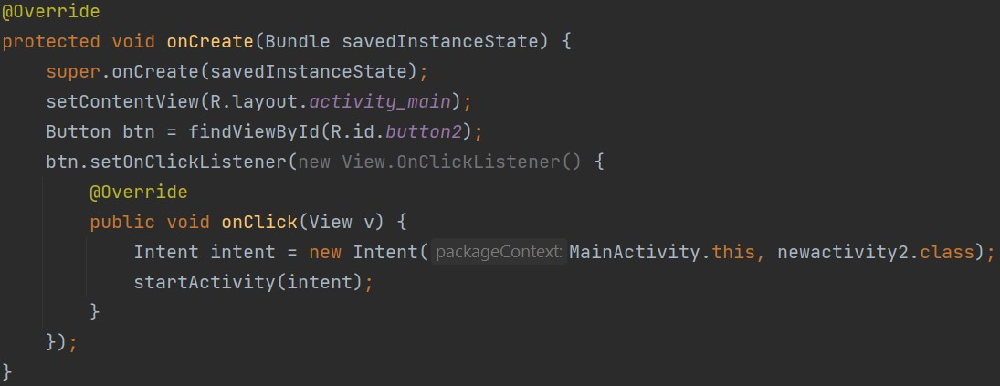 @Override
protected void onCreate(Bundle savedInstanceState) {
    super.onCreate(savedInstanceState);
    setContentView(R.layout.activity_main);
    Button btn = findViewById(R.id.button2);
    btn.setOnClickListener(new View.OnClickListener() {
        @Override
        public void onClick(View v) {
            Intent intent = new Intent( packageContext: MainActivity.this, newactivity2.class);
            startActivity(intent);
        }
    });
}